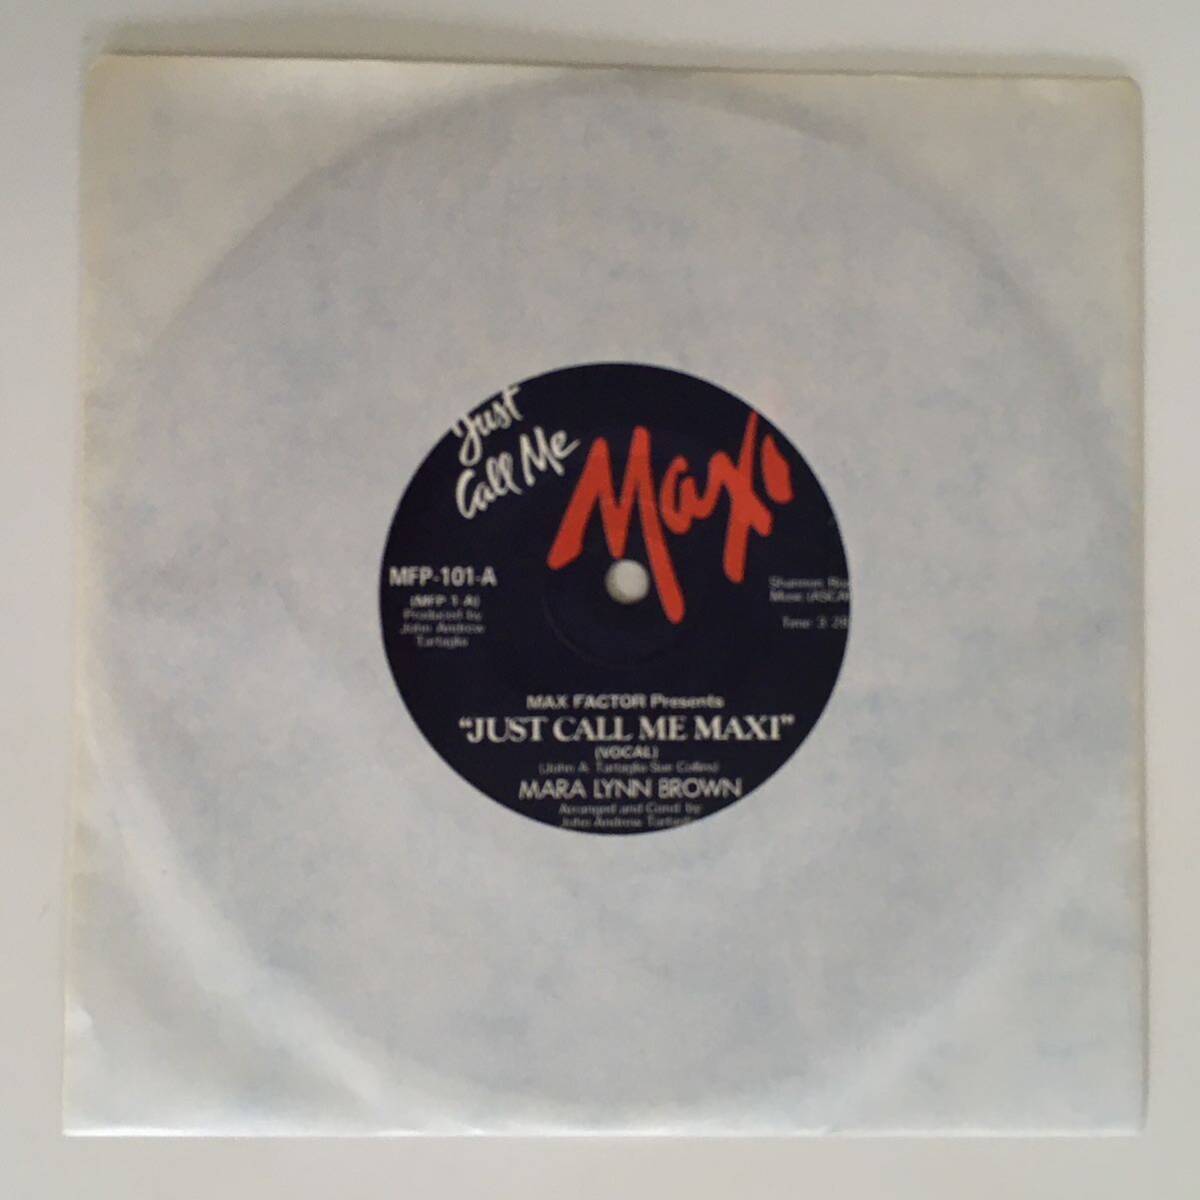 Just
Call Me
Maxi
MFP-101-A
(MFP 1-A)
Produced by
John Andrew
Tartaglia
Shannon
Music (ASCAP
Time: 3:28
MAX FACTOR Presents
"JUST CALL ME MAXI"
(VOCAL)
(John A. Tartaglia-Sue Collins)
MARA LYNN BROWN
Arranged and Cond. by
John Andrew Tartaglia